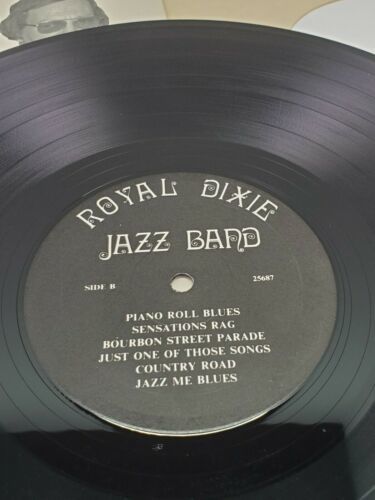 ROYAL DIXIE
JAZZ BAND
SIDE B 25687
PIANO ROLL BLUES
SENSATIONS RAG
BOURBON STREET PARADE
JUST ONE OF THOSE SONGS
COUNTRY ROAD
JAZZ ME BLUES